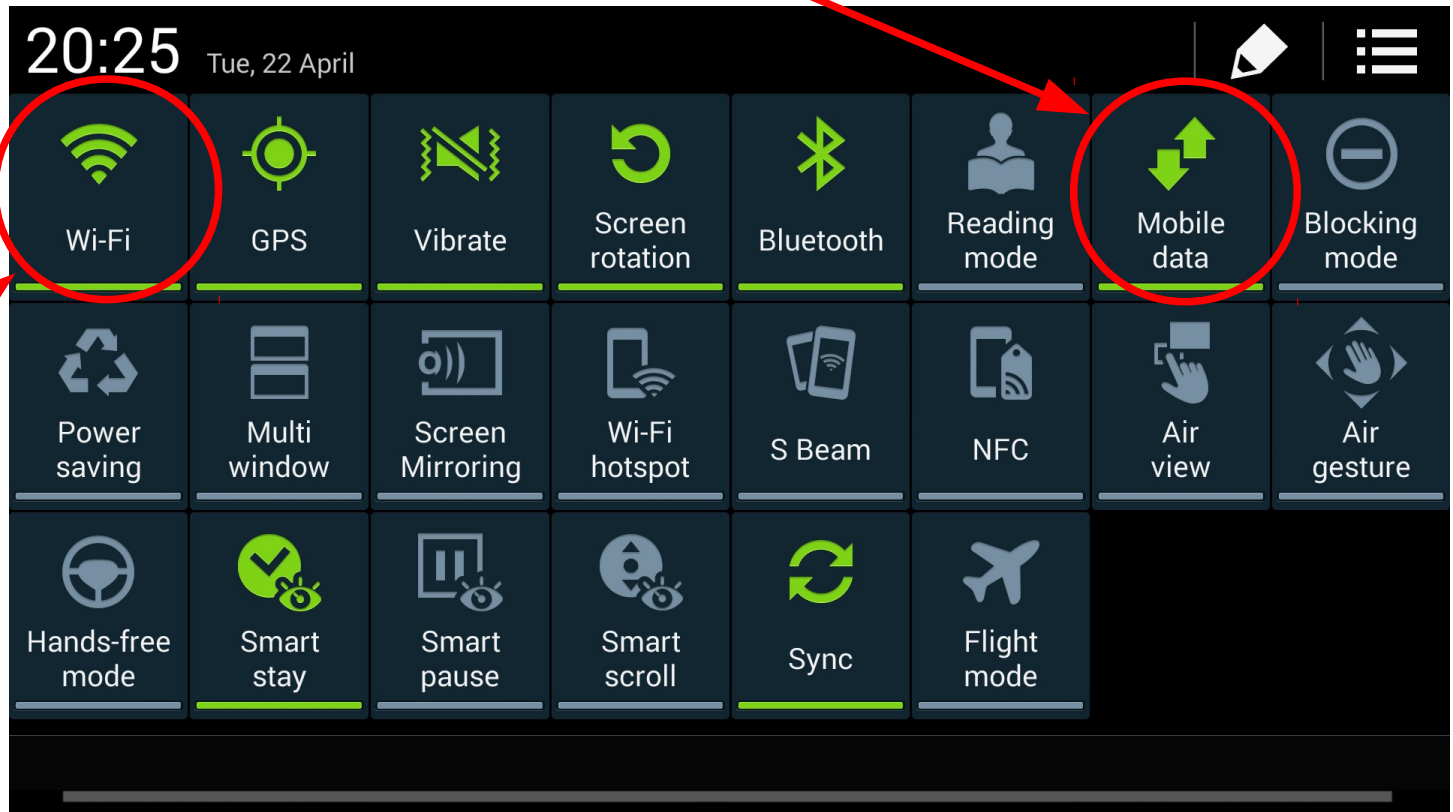 20:25 Tue, 22 April
Wi-Fi
GPS
Vibrate
Screen
rotation
Bluetooth
Reading
mode
Mobile
data
Blocking
mode
Power
saving
Multi
window
Screen
Mirroring
Wi-Fi
hotspot
S Beam
NFC
Air
view
Air
gesture
Hands-free
mode
Smart
stay
Smart
pause
Smart
scroll
Sync
Flight
mode